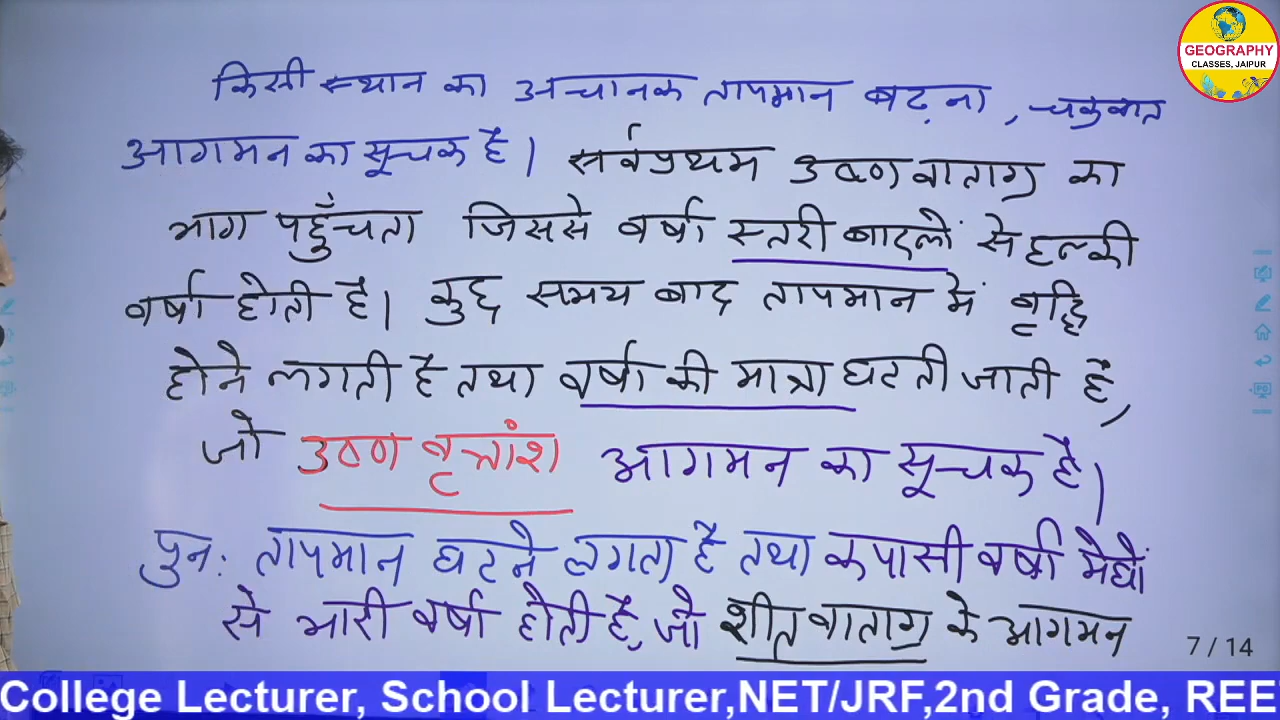 GEOGRAPHY
CLASSES, JAIPUR
किसी स्थान का अचानक तापमान बढ़ना, चक्रवात
आगमन का सूचक है। सर्वप्रथम उष्ण वाताग्र का
भाग पहुँचता जिससे वर्षा स्तरी बादलों से हल्की
वर्षा होती है। कुछ समय बाद तापमान में वृद्धि
होने लगती है तथा वर्षा की मात्रा घटती जाती है,
जो उष्ण वृत्तांश आगमन का सूचक है।
पुन: तापमान घटने लगता है तथा कपासी वर्षा मेघों
से भारी वर्षा होती है, जो शीत वाताग्र के आगमन
7 / 14
College Lecturer, School Lecturer,NET/JRF,2nd Grade, REE